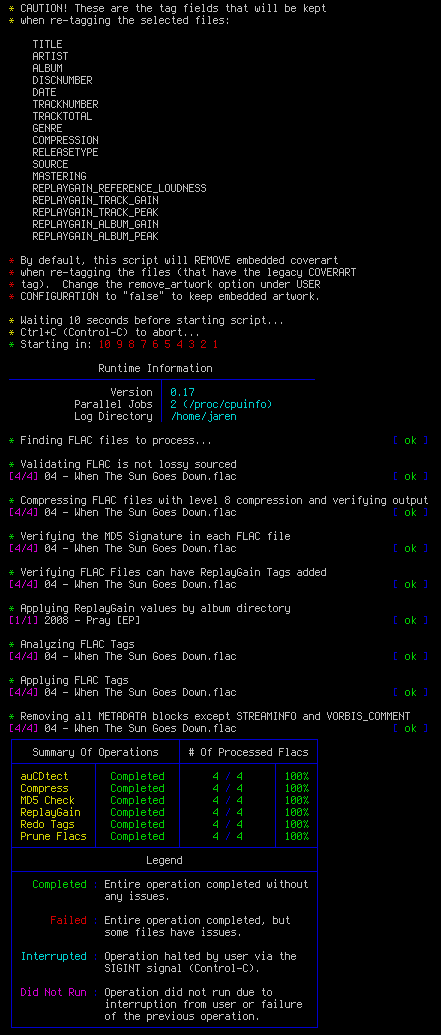 * CAUTION! These are the tag fields that will be kept
* when re-tagging the selected files:
TITLE
ARTIST
ALBUM
DISCNUMBER
DATE
TRACKNUMBER
TRACKTOTAL
GENRE
COMPRESSION
RELEASETYPE
SOURCE
MASTERING
REPLAYGAIN_REFERENCE_LOUDNESS
REPLAYGAIN_TRACK_GAIN
REPLAYGAIN_TRACK_PEAK
REPLAYGAIN_ALBUM_GAIN
REPLAYGAIN_ALBUM_PEAK
* By default, this script will REMOVE embedded coverart
* when re-tagging the files (that have the legacy COVERART
* tag).  Change the remove_artwork option under USER
* CONFIGURATION to "false" to keep embedded artwork.
* Waiting 10 seconds before starting script...
* Ctrl+C (Control-C) to abort...
* Starting in: 10 9 8 7 6 5 4 3 2 1
Runtime Information
Version 0.17
Parallel Jobs 2 (/proc/cpuinfo)
Log Directory /home/jaren
* Finding FLAC files to process... [ ok ]
* Validating FLAC is not lossy sourced
[4/4] 04 - When The Sun Goes Down.flac [ ok ]
* Compressing FLAC files with level 8 compression and verifying output
[4/4] 04 - When The Sun Goes Down.flac [ ok ]
* Verifying the MD5 Signature in each FLAC file
[4/4] 04 - When The Sun Goes Down.flac [ ok ]
* Verifying FLAC Files can have ReplayGain Tags added
[4/4] 04 - When The Sun Goes Down.flac [ ok ]
* Applying ReplayGain values by album directory
[1/1] 2008 - Pray [EP] [ ok ]
* Analyzing FLAC Tags
[4/4] 04 - When The Sun Goes Down.flac [ ok ]
* Applying FLAC Tags
[4/4] 04 - When The Sun Goes Down.flac [ ok ]
* Removing all METADATA blocks except STREAMINFO and VORBIS_COMMENT
[4/4] 04 - When The Sun Goes Down.flac [ ok ]
Summary Of Operations # Of Processed Flacs
auCDtect Completed 4 / 4 100%
Compress Completed 4 / 4 100%
MD5 Check Completed 4 / 4 100%
ReplayGain Completed 4 / 4 100%
Redo Tags Completed 4 / 4 100%
Prune Flacs Completed 4 / 4 100%
Legend
Completed : Entire operation completed without
any issues.
Failed : Entire operation completed, but
some files have issues.
Interrupted : Operation halted by user via the
SIGINT signal (Control-C).
Did Not Run : Operation did not run due to
interruption from user or failure
of the previous operation.